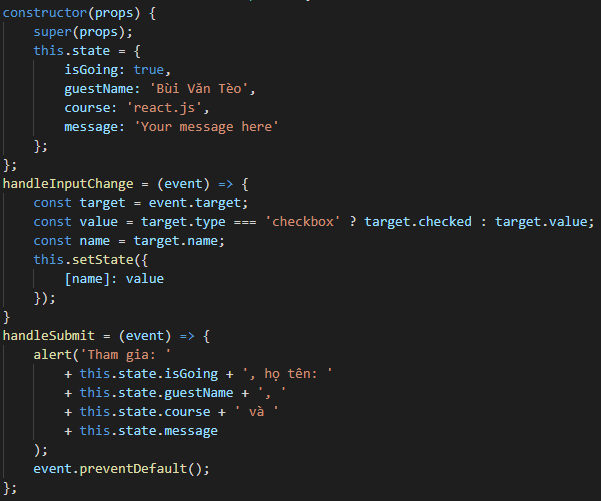 constructor(props) {
    super(props);
    this.state = {
        isGoing: true,
        guestName: 'Bùi Văn Tèo',
        course: 'react.js',
        message: 'Your message here'
    };
};
handleInputChange = (event) => {
    const target = event.target;
    const value = target.type === 'checkbox' ? target.checked : target.value;
    const name = target.name;
    this.setState({
        [name]: value
    });
}
handleSubmit = (event) => {
    alert('Tham gia: '
        + this.state.isGoing + ', họ tên: '
        + this.state.guestName + ', '
        + this.state.course + ' và '
        + this.state.message
    );
    event.preventDefault();
};